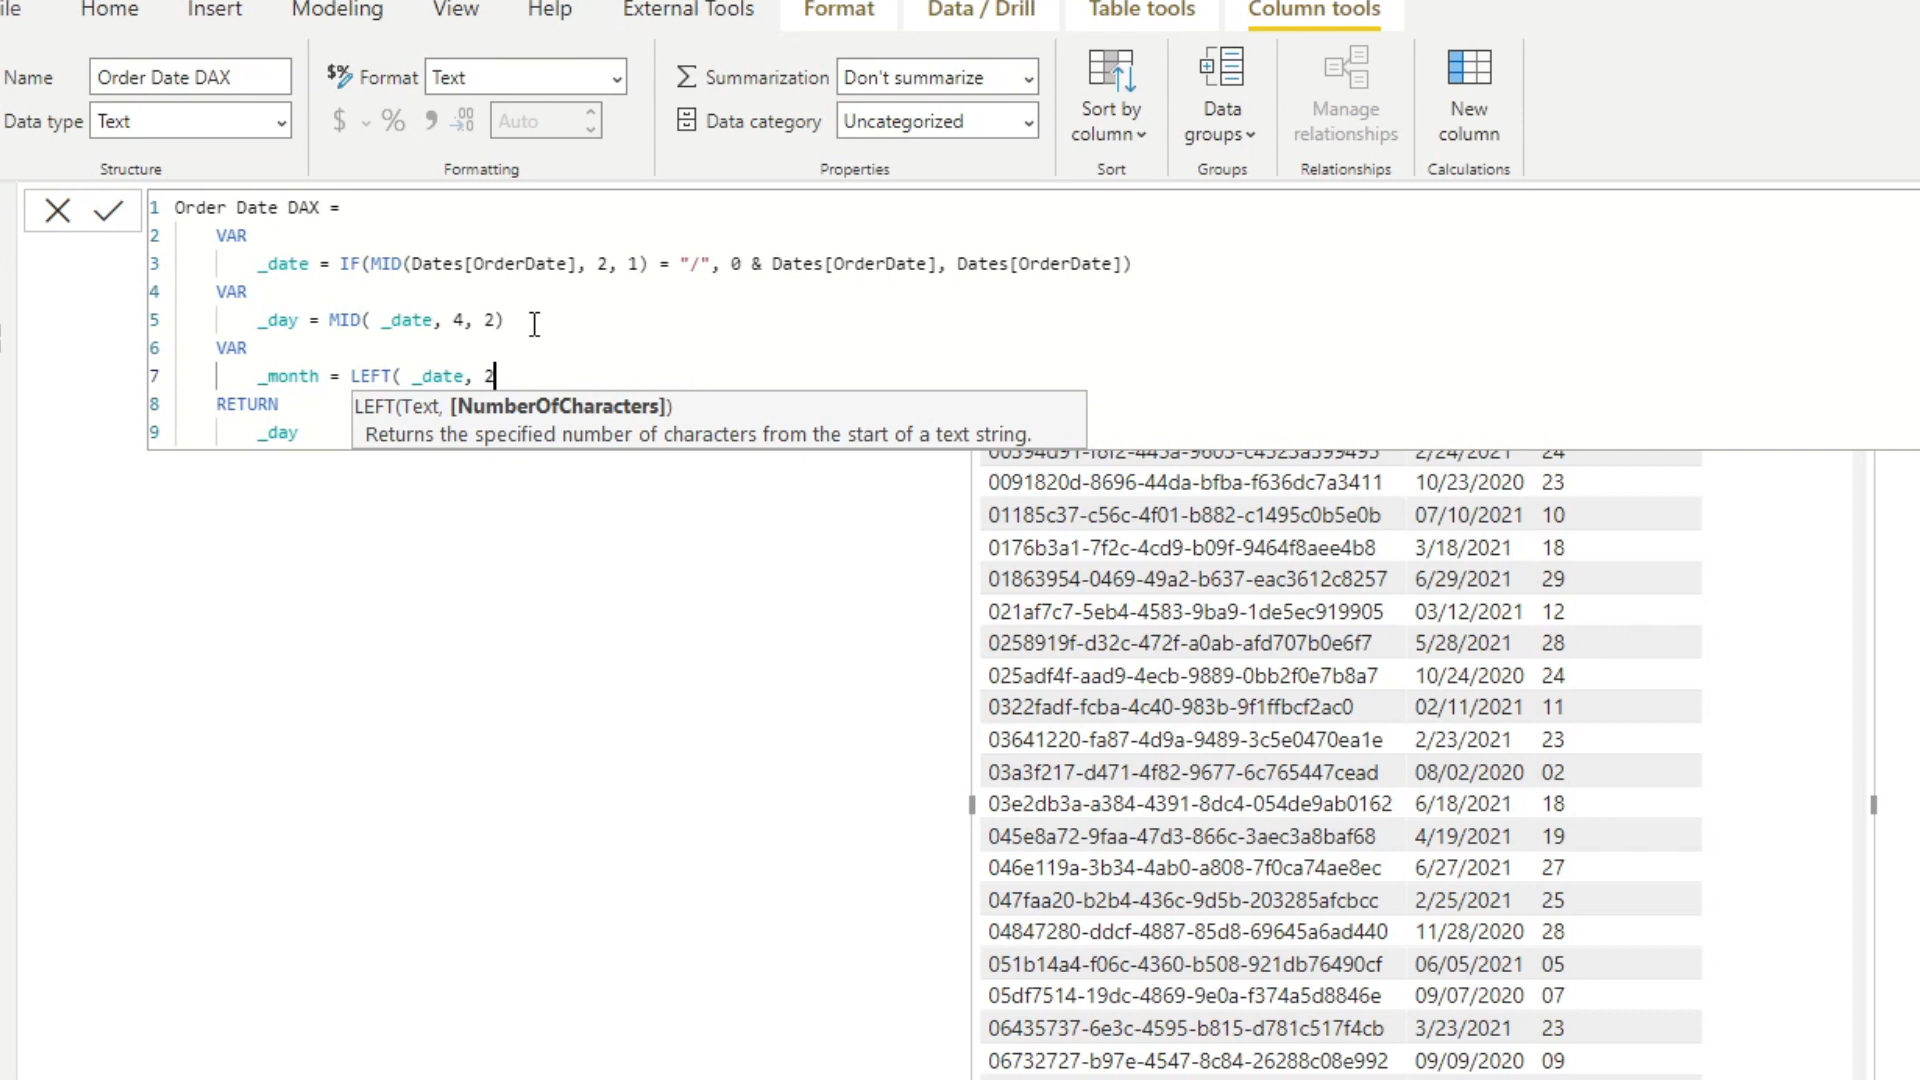 ile Home Insert Modeling View Help External Tools Format Data / Drill Table tools Column tools
Name Order Date DAX
Format Text
Summarization Don't summarize
Data type Text
$ % Auto
Data category Uncategorized
Sort by column
Data groups
Manage relationships
New column
Structure Formatting Properties Sort Groups Relationships Calculations
1 Order Date DAX =
2 VAR
3 _date = IF(MID(Dates[OrderDate], 2, 1) = "/", 0 & Dates[OrderDate], Dates[OrderDate])
4 VAR
5 _day = MID( _date, 4, 2)
6 VAR
7 _month = LEFT( _date, 2
8 RETURN
9 _day
LEFT(Text, [NumberOfCharacters])
Returns the specified number of characters from the start of a text string.
2/24/2021 24
0091820d-8696-44da-bfba-f636dc7a3411 10/23/2020 23
01185c37-c56c-4f01-b882-c1495c0b5e0b 07/10/2021 10
0176b3a1-7f2c-4cd9-b09f-9464f8aee4b8 3/18/2021 18
01863954-0469-49a2-b637-eac3612c8257 6/29/2021 29
021af7c7-5eb4-4583-9ba9-1de5ec919905 03/12/2021 12
0258919f-d32c-472f-a0ab-afd707b0e6f7 5/28/2021 28
025adf4f-aad9-4ecb-9889-0bb2f0e7b8a7 10/24/2020 24
0322fadf-fcba-4c40-983b-9f1ffbcf2ac0 02/11/2021 11
03641220-fa87-4d9a-9489-3c5e0470ea1e 2/23/2021 23
03a3f217-d471-4f82-9677-6c765447cead 08/02/2020 02
03e2db3a-a384-4391-8dc4-054de9ab0162 6/18/2021 18
045e8a72-9faa-47d3-866c-3aec3a8baf68 4/19/2021 19
046e119a-3b34-4ab0-a808-7f0ca74ae8ec 6/27/2021 27
047faa20-b2b4-436c-9d5b-203285afcbcc 2/25/2021 25
04847280-ddcf-4887-85d8-69645a6ad440 11/28/2020 28
051b14a4-f06c-4360-b508-921db76490cf 06/05/2021 05
05df7514-19dc-4869-9e0a-f374a5d8846e 09/07/2020 07
06435737-6e3c-4595-b815-d781c517f4cb 3/23/2021 23
06732727-b97e-4547-8c84-26288c08e992 09/09/2020 09